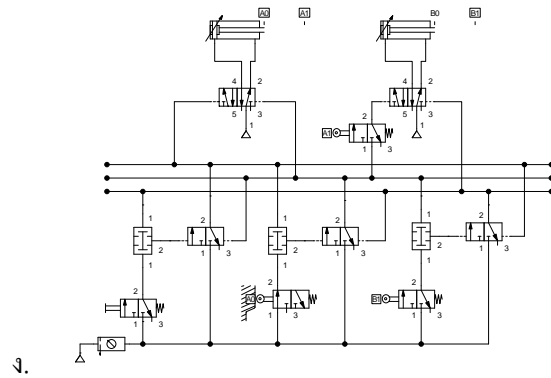 A0 A1 B0 B1
4 2 4 2
5 3 5 3
1 1
2
A1
1 3
1 2 1 2 1 2
2 1 3 2 1 3 2 1 3
1 1 1
2 2 2
A0 B1
1 3 1 3 1 3
ง.